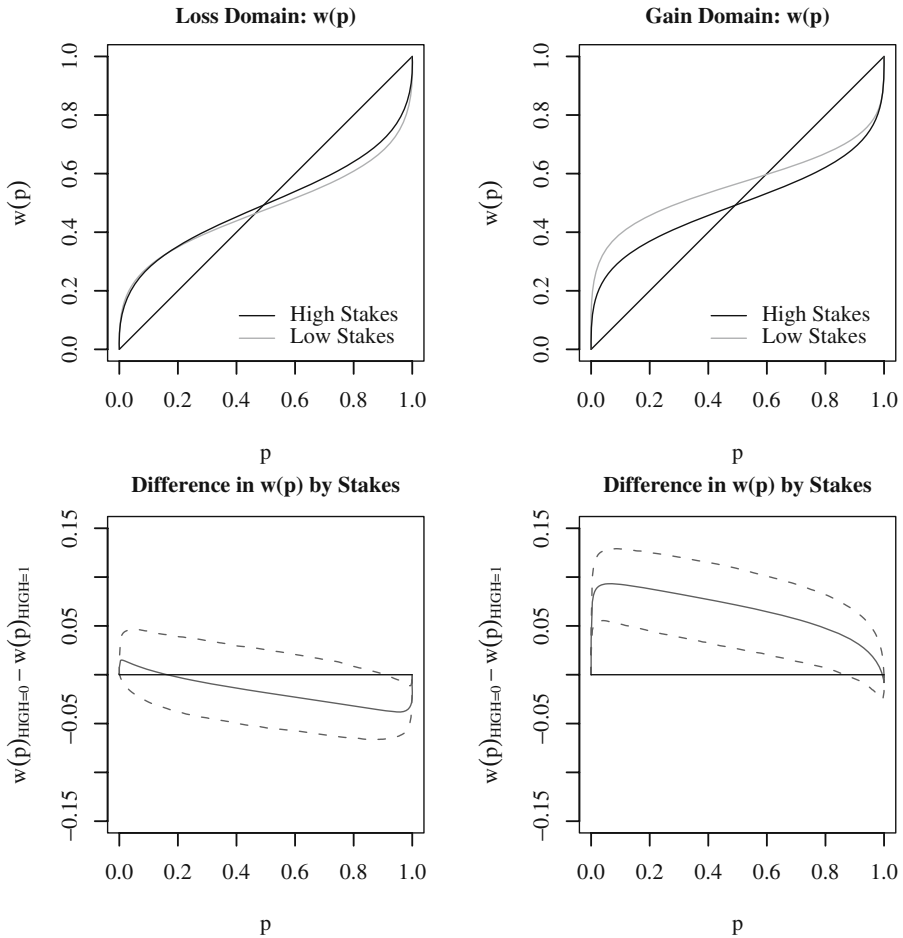 Loss Domain: w(p)
w(p)
1.0
0.8
0.6
0.4
0.2
0.0
High Stakes
Low Stakes
0.0 0.2 0.4 0.6 0.8 1.0
p
Gain Domain: w(p)
w(p)
1.0
0.8
0.6
0.4
0.2
0.0
High Stakes
Low Stakes
0.0 0.2 0.4 0.6 0.8 1.0
p
Difference in w(p) by Stakes
w(p)HIGH=0 − w(p)HIGH=1
0.15
0.05
−0.05
−0.15
0.0 0.2 0.4 0.6 0.8 1.0
p
Difference in w(p) by Stakes
w(p)HIGH=0 − w(p)HIGH=1
0.15
0.05
−0.05
−0.15
0.0 0.2 0.4 0.6 0.8 1.0
p